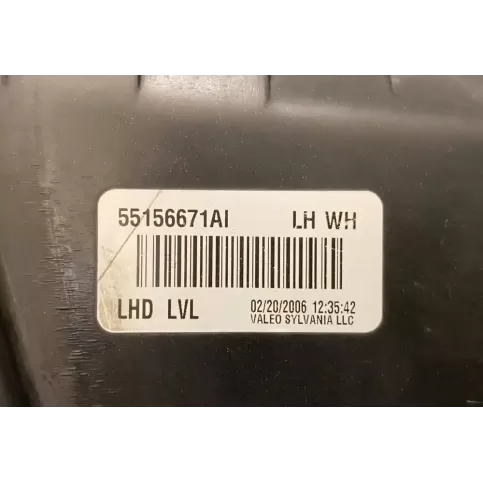 55156671AI LH WH
LHD LVL 02/20/2006 12:35:42
VALEO SYLVANIA LLC